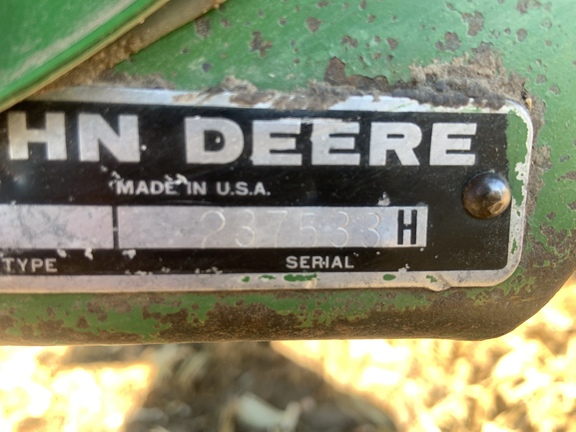 HN DEERE
MADE IN U.S.A.
237533 H
TYPE SERIAL